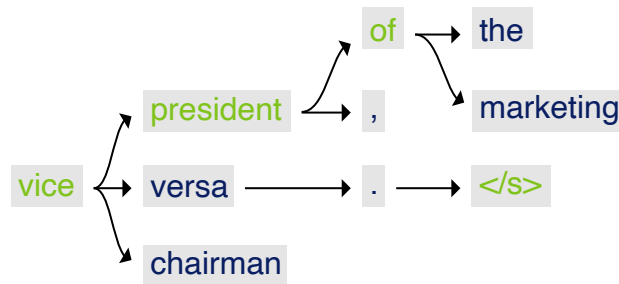 of the
president , marketing
vice versa . </s>
chairman